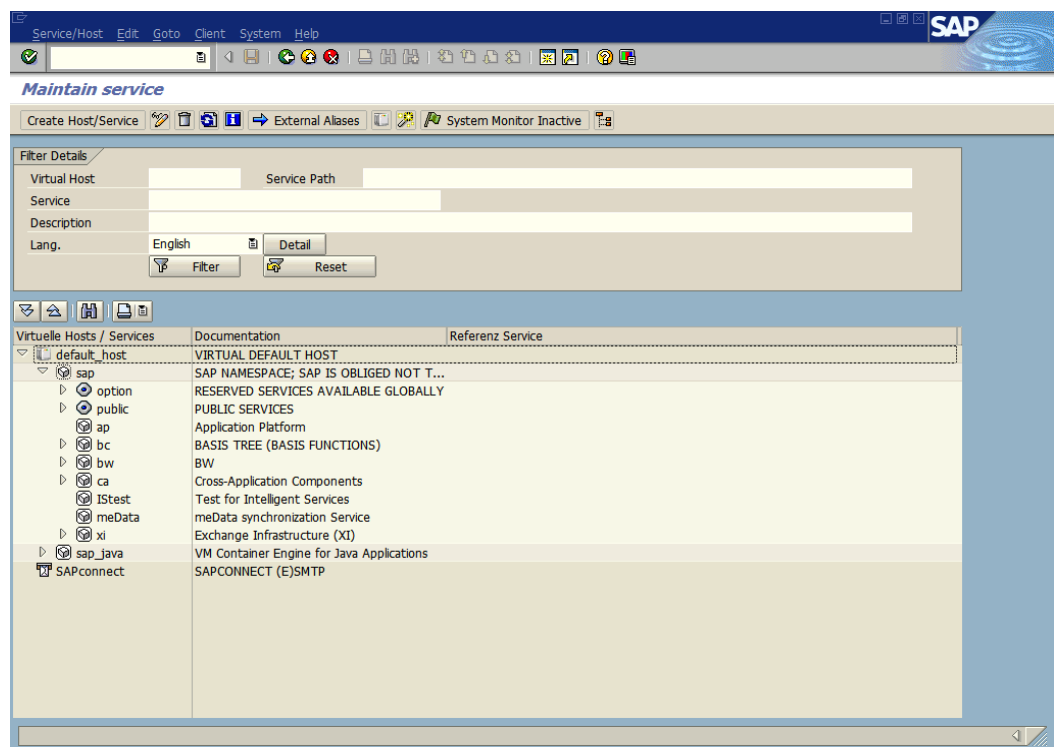 Service/Host Edit Goto Client System Help
SAP
Maintain service
Create Host/Service External Aliases System Monitor Inactive
Filter Details
Virtual Host Service Path
Service
Description
Lang. English Detail
Filter Reset
Virtuelle Hosts / Services Documentation Referenz Service
default_host VIRTUAL DEFAULT HOST
sap SAP NAMESPACE; SAP IS OBLIGED NOT T...
option RESERVED SERVICES AVAILABLE GLOBALLY
public PUBLIC SERVICES
ap Application Platform
bc BASIS TREE (BASIS FUNCTIONS)
bw BW
ca Cross-Application Components
IStest Test for Intelligent Services
meData meData synchronization Service
xi Exchange Infrastructure (XI)
sap_java VM Container Engine for Java Applications
SAPconnect SAPCONNECT (E)SMTP